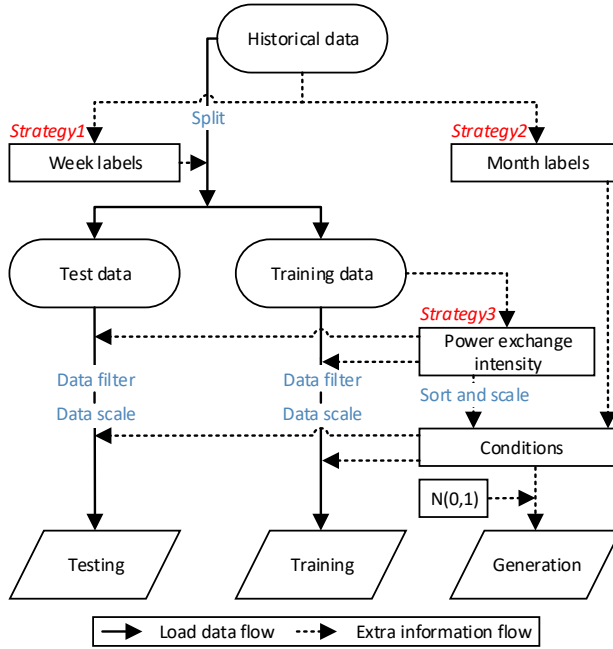 Historical data
Split
Strategy1
Strategy2
Week labels
Month labels
Test data
Training data
Strategy3
Power exchange
intensity
Data filter
Data filter
Sort and scale
Data scale
Data scale
Conditions
N(0,1)
Testing
Training
Generation
Load data flow
Extra information flow